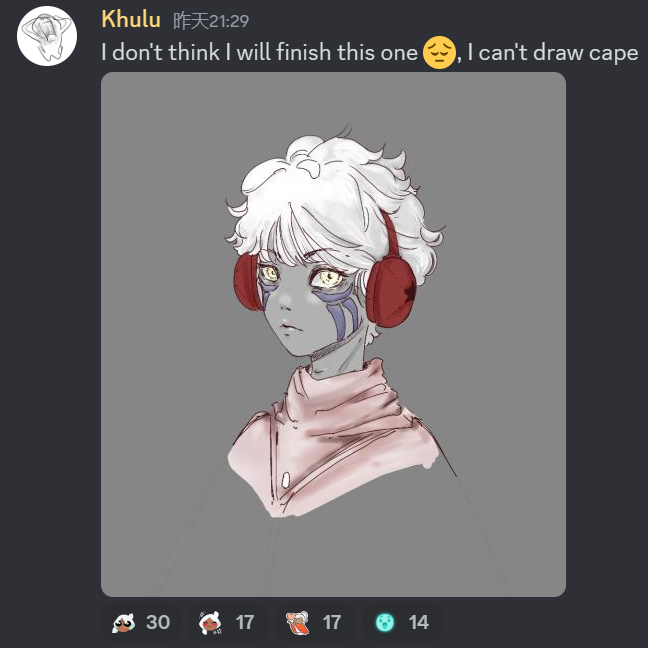 Khulu 昨天21:29
I don't think I will finish this one 😔, I can't draw cape
30 17 17 14